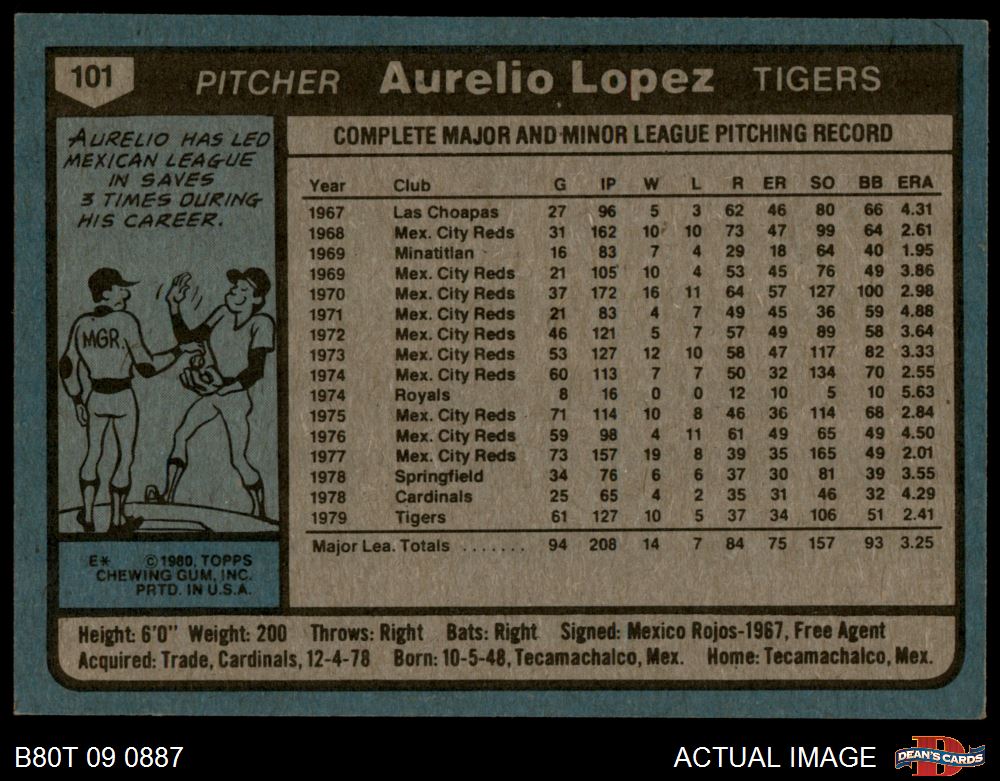 101
PITCHER Aurelio Lopez TIGERS
AURELIO HAS LED
MEXICAN LEAGUE
IN SAVES
3 TIMES DURING
HIS CAREER.
MGR.
E* ©1980, TOPPS
CHEWING GUM, INC.
PRTD. IN U.S.A.
COMPLETE MAJOR AND MINOR LEAGUE PITCHING RECORD
Year Club G IP W L R ER SO BB ERA
1967 Las Choapas 27 96 5 3 62 46 80 66 4.31
1968 Mex. City Reds 31 162 10 10 73 47 99 64 2.61
1969 Minatitlan 16 83 7 4 29 18 64 40 1.95
1969 Mex. City Reds 21 105 10 4 53 45 76 49 3.86
1970 Mex. City Reds 37 172 16 11 64 57 127 100 2.98
1971 Mex. City Reds 21 83 4 7 49 45 36 59 4.88
1972 Mex. City Reds 46 121 5 7 57 49 89 58 3.64
1973 Mex. City Reds 53 127 12 10 58 47 117 82 3.33
1974 Mex. City Reds 60 113 7 7 50 32 134 70 2.55
1974 Royals 8 16 0 0 12 10 5 10 5.63
1975 Mex. City Reds 71 114 10 8 46 36 114 68 2.84
1976 Mex. City Reds 59 98 4 11 61 49 65 49 4.50
1977 Mex. City Reds 73 157 19 8 39 35 165 49 2.01
1978 Springfield 34 76 6 6 37 30 81 39 3.55
1978 Cardinals 25 65 4 2 35 31 46 32 4.29
1979 Tigers 61 127 10 5 37 34 106 51 2.41
Major Lea. Totals ....... 94 208 14 7 84 75 157 93 3.25
Height: 6'0" Weight: 200 Throws: Right Bats: Right Signed: Mexico Rojos-1967, Free Agent
Acquired: Trade, Cardinals, 12-4-78 Born: 10-5-48, Tecamachalco, Mex. Home: Tecamachalco, Mex.
B80T 09 0887
ACTUAL IMAGE
D
DEAN'S CARDS